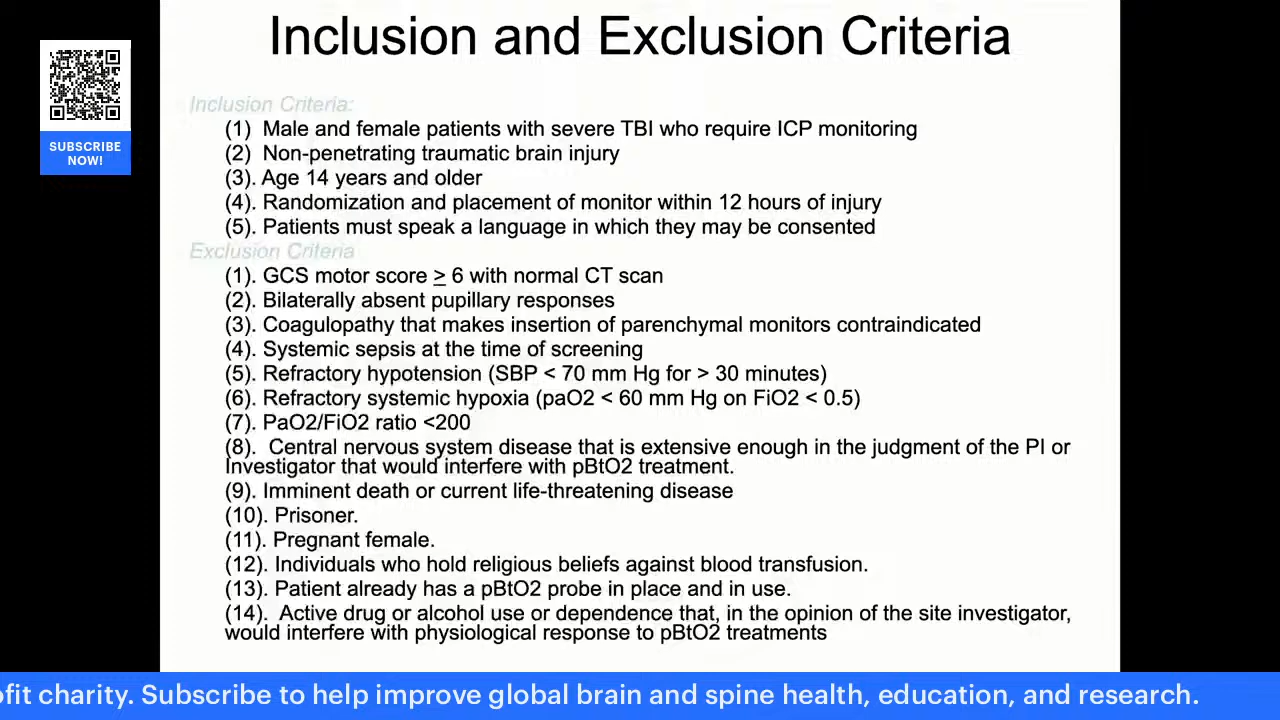 Inclusion and Exclusion Criteria
SUBSCRIBE
NOW!
Inclusion Criteria:
(1)  Male and female patients with severe TBI who require ICP monitoring
(2)  Non-penetrating traumatic brain injury
(3). Age 14 years and older
(4). Randomization and placement of monitor within 12 hours of injury
(5). Patients must speak a language in which they may be consented
Exclusion Criteria
(1). GCS motor score ≥ 6 with normal CT scan
(2). Bilaterally absent pupillary responses
(3). Coagulopathy that makes insertion of parenchymal monitors contraindicated
(4). Systemic sepsis at the time of screening
(5). Refractory hypotension (SBP < 70 mm Hg for > 30 minutes)
(6). Refractory systemic hypoxia (paO2 < 60 mm Hg on FiO2 < 0.5)
(7). PaO2/FiO2 ratio <200
(8).  Central nervous system disease that is extensive enough in the judgment of the PI or
Investigator that would interfere with pBtO2 treatment.
(9). Imminent death or current life-threatening disease
(10). Prisoner.
(11). Pregnant female.
(12). Individuals who hold religious beliefs against blood transfusion.
(13). Patient already has a pBtO2 probe in place and in use.
(14).  Active drug or alcohol use or dependence that, in the opinion of the site investigator,
would interfere with physiological response to pBtO2 treatments
ofit charity. Subscribe to help improve global brain and spine health, education, and research.